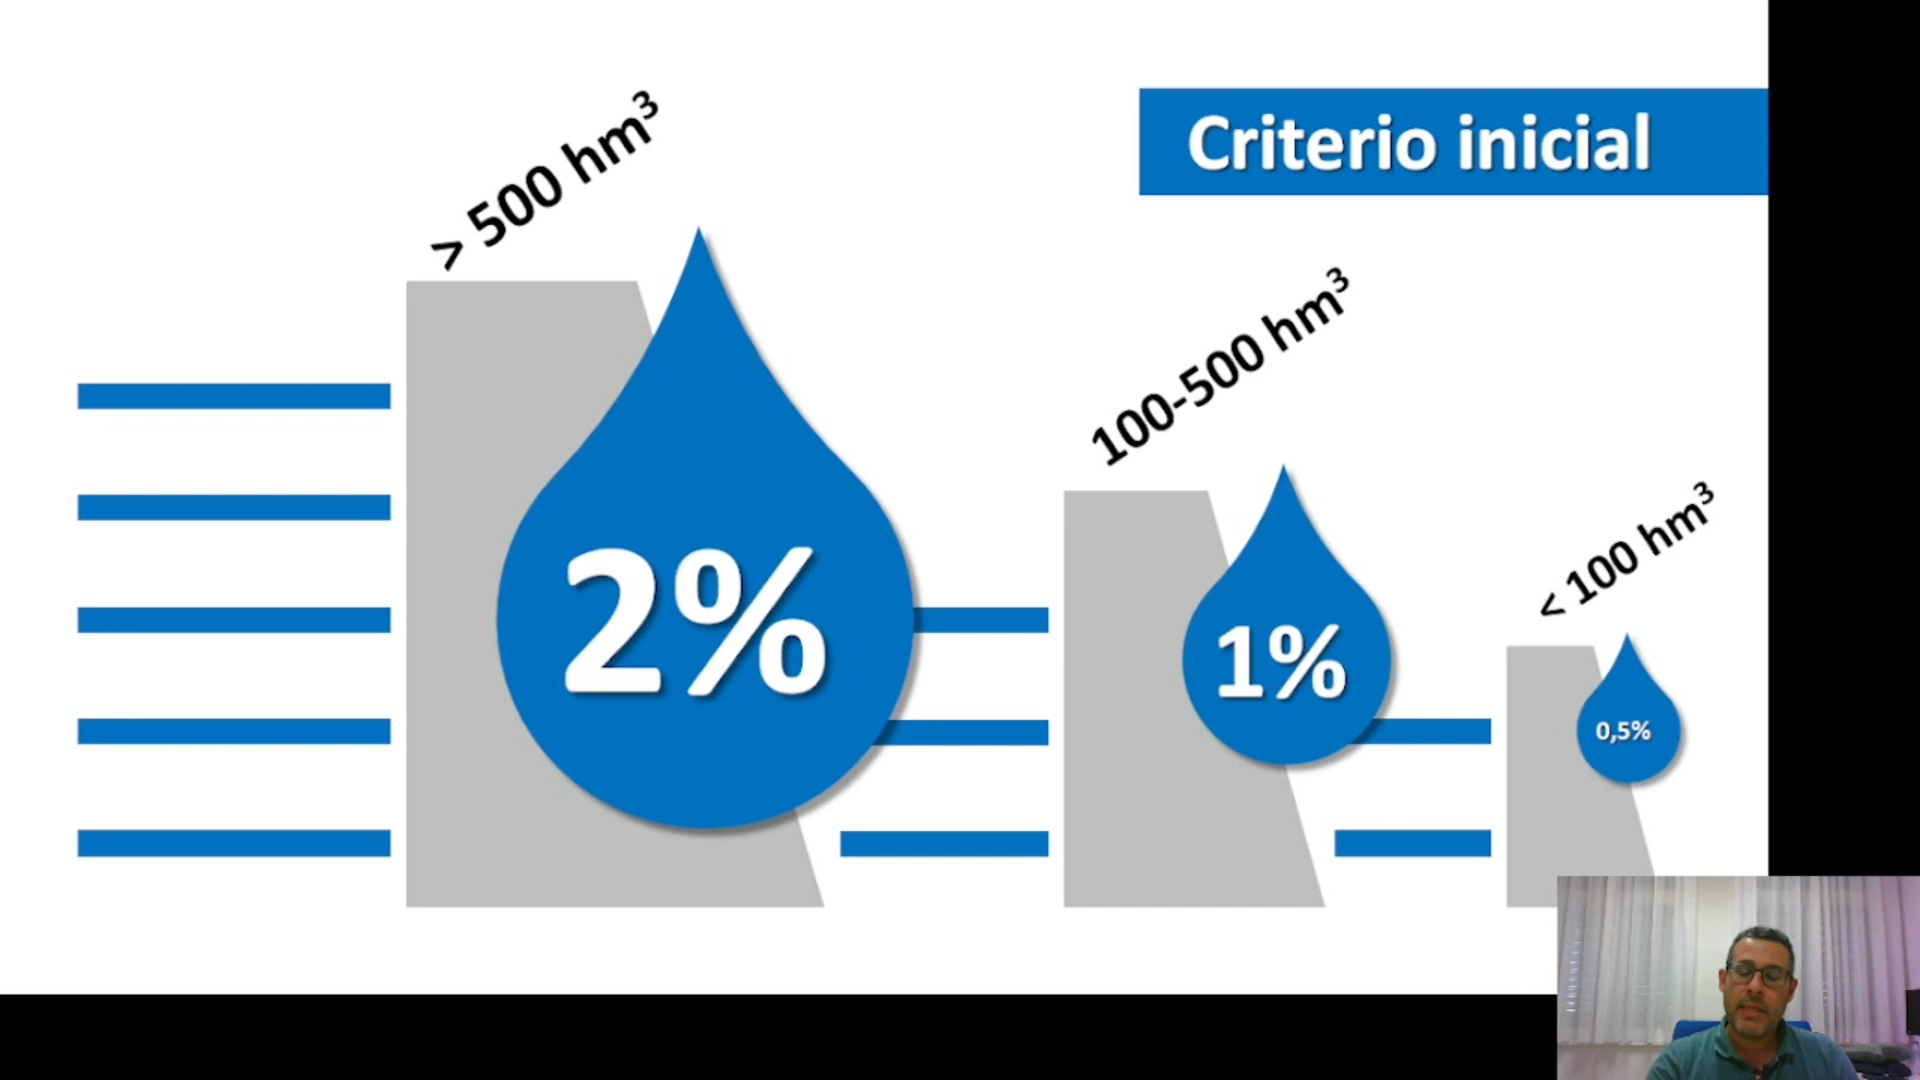 Criterio inicial
> 500 hm³
2%
100-500 hm³
1%
< 100 hm³
0,5%